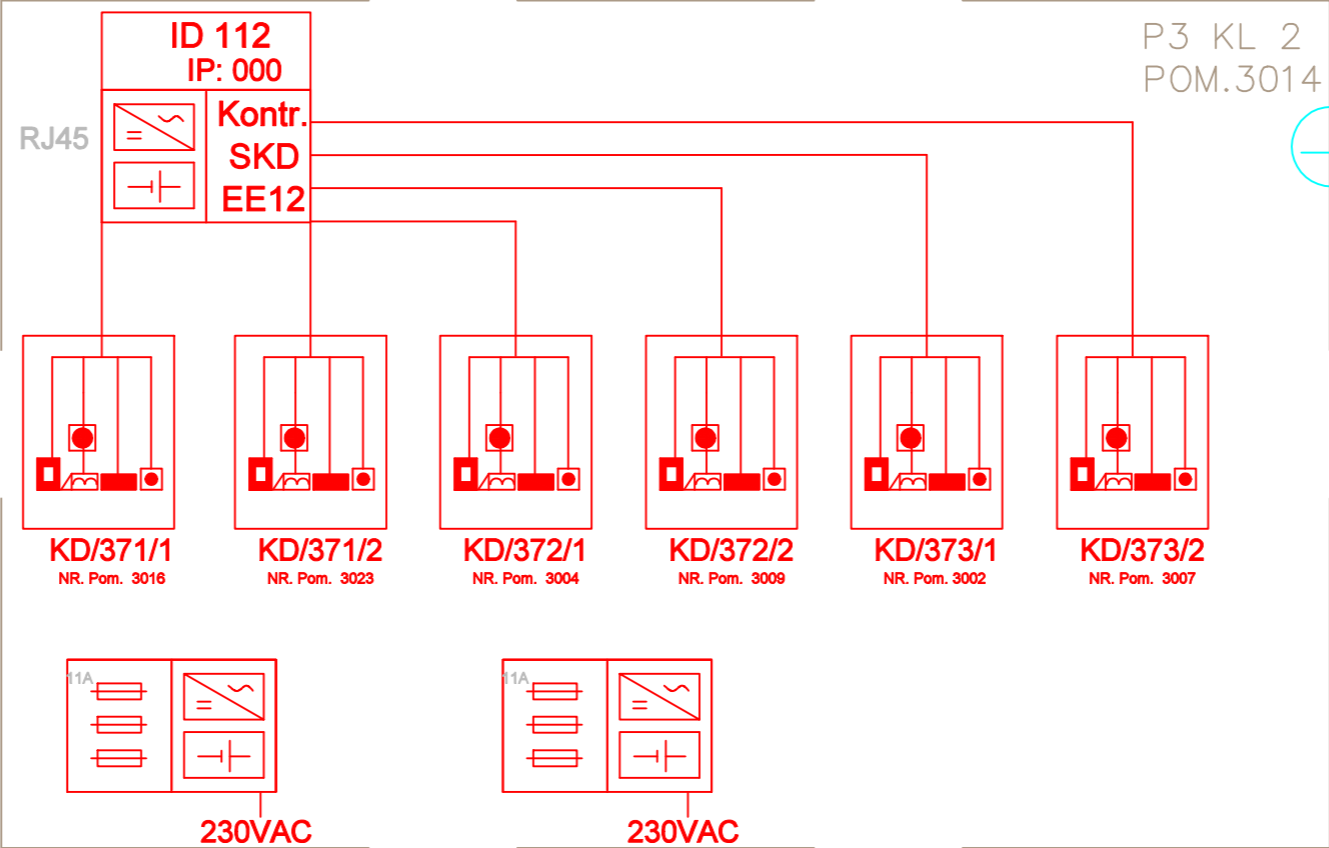 ID 112
IP: 000
P3 KL 2
POM.3014
RJ45
Kontr.
SKD
EE12
KD/371/1
NR. Pom. 3016
KD/371/2
NR. Pom. 3023
KD/372/1
NR. Pom. 3004
KD/372/2
NR. Pom. 3009
KD/373/1
NR. Pom. 3002
KD/373/2
NR. Pom. 3007
11A
230VAC
11A
230VAC